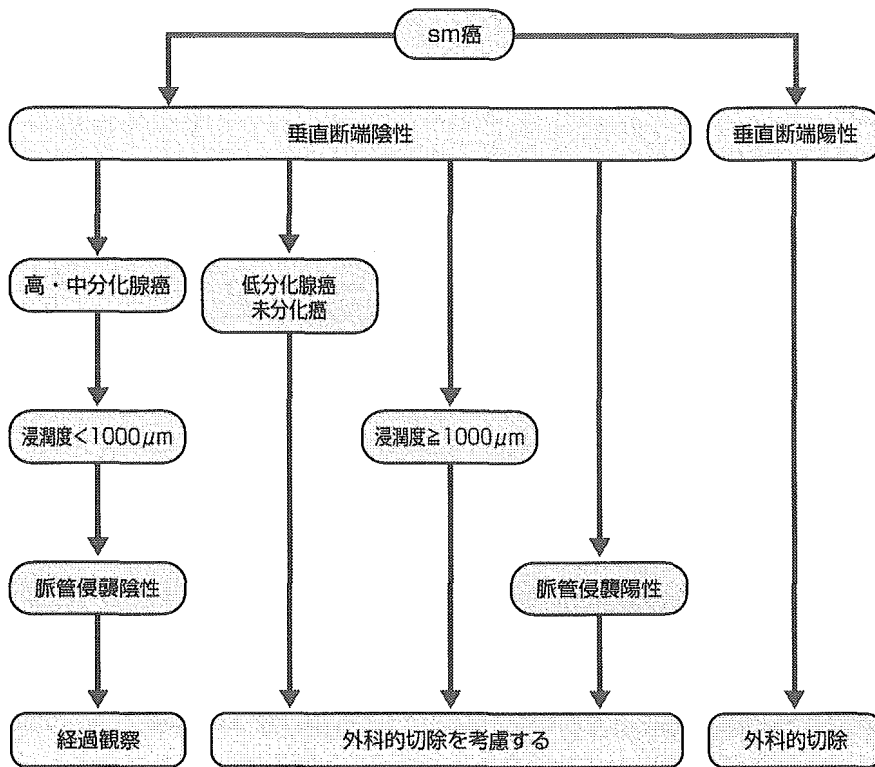 sm癌
垂直断端陰性
垂直断端陽性
高・中分化腺癌
低分化腺癌
未分化癌
浸潤度<1000μm
浸潤度≧1000μm
脈管侵襲陰性
脈管侵襲陽性
経過観察
外科的切除を考慮する
外科的切除